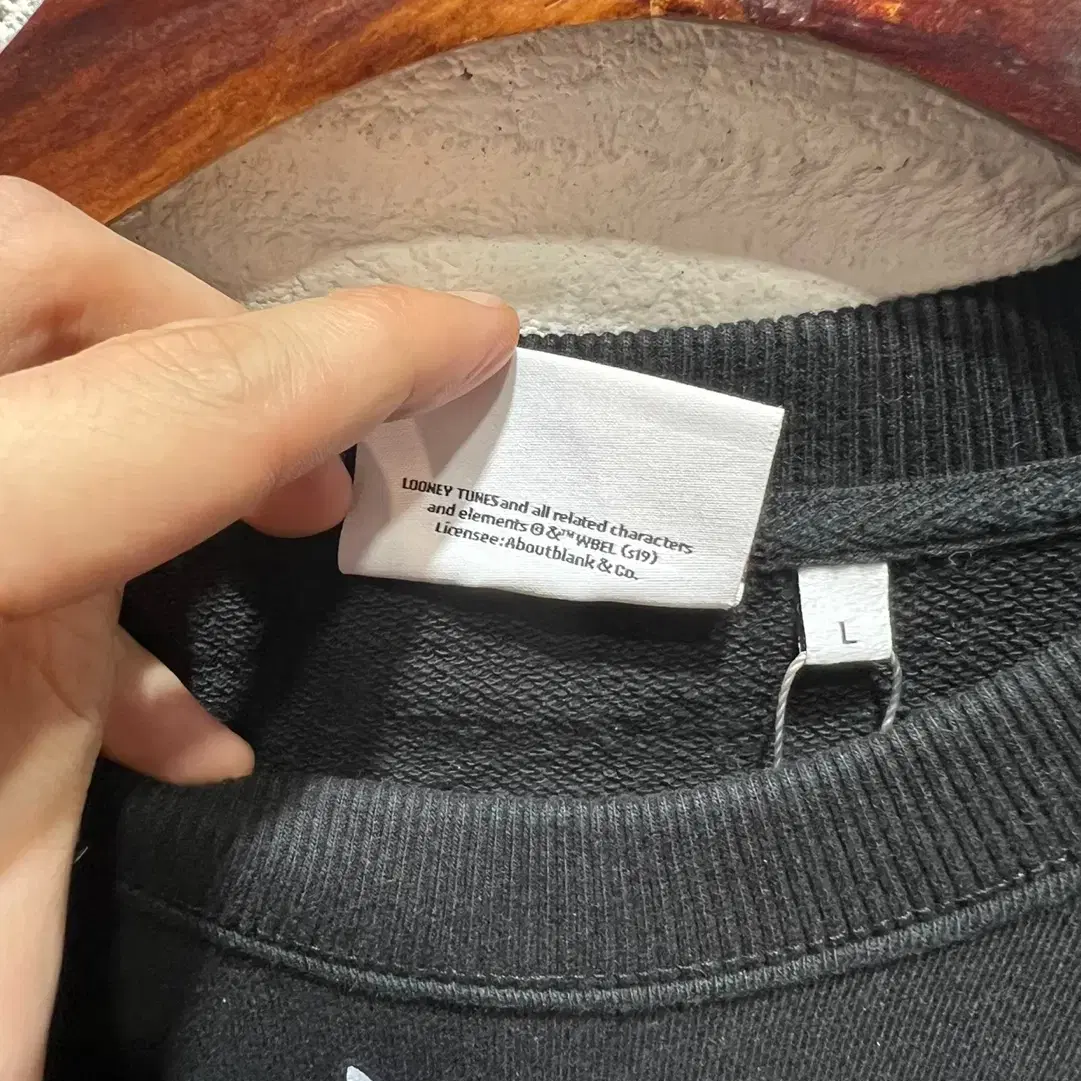 LOONEY TUNES and all related characters
and elements © &™ WBEL (s19)
Licensee:Aboutblank & Co.
L